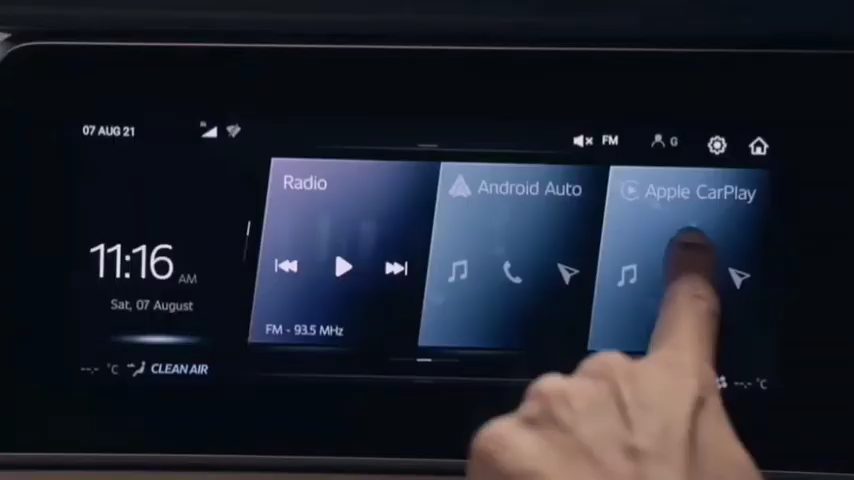 07 AUG 21
FM
G
Radio
Android Auto
Apple CarPlay
11:16 AM
Sat, 07 August
FM - 93.5 MHz
--.- °C
CLEAN AIR
--.- °C